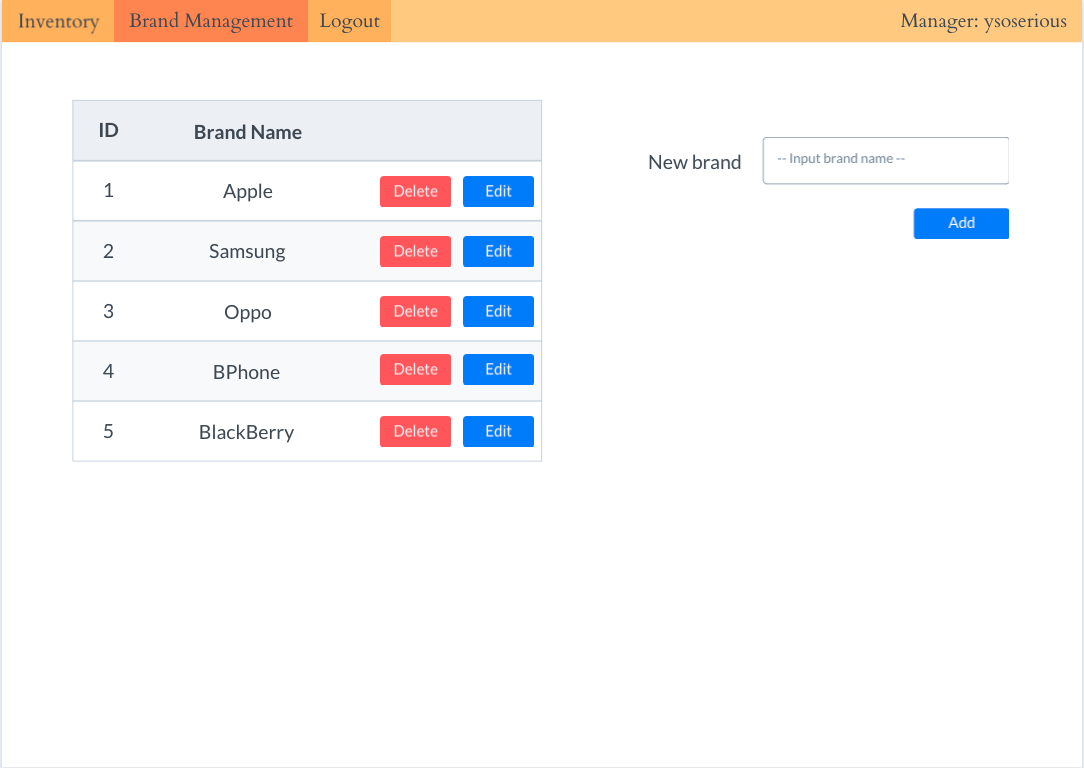 Inventory Brand Management Logout Manager: ysoserious
ID Brand Name
1 Apple Delete Edit
2 Samsung Delete Edit
3 Oppo Delete Edit
4 BPhone Delete Edit
5 BlackBerry Delete Edit
New brand -- Input brand name --
Add